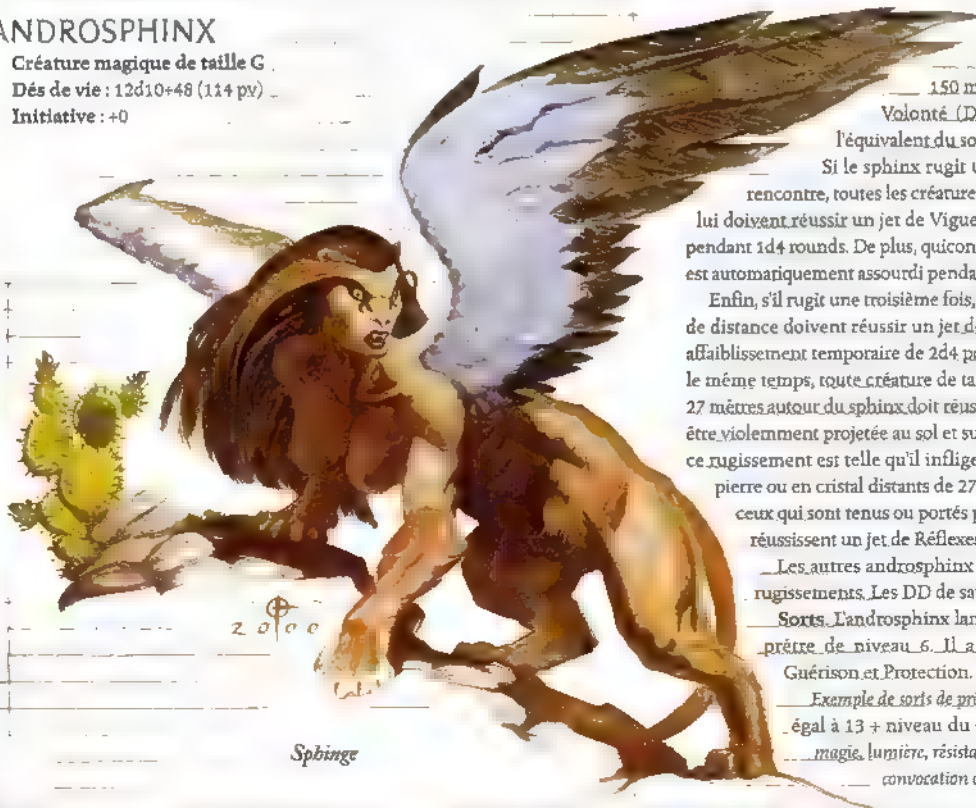 ANDROSPHINX
Créature magique de taille G
Dés de vie : 12d10+48 (114 pv)
Initiative : +0
2000
Sphinge
150 m
Volonté (D
l'équivalent du so
Si le sphinx rugit u
rencontre, toutes les créature
lui doivent réussir un jet de Vigue
pendant 1d4 rounds. De plus, quicon
est automatiquement assourdi penda
Enfin, s'il rugit une troisième fois,
de distance doivent réussir un jet de
affaiblissement temporaire de 2d4 po
le même temps, toute créature de ta
27 mètres autour du sphinx doit réus
être violemment projetée au sol et su
ce rugissement est telle qu'il inflige
pierre ou en cristal distants de 27
ceux qui sont tenus ou portés p
réussissent un jet de Réflexes
Les autres androsphinx
rugissements. Les DD de sa
Sorts. L'androsphinx lan
prêtre de niveau 6. Il a
Guérison et Protection.
Exemple de sorts de pr
égal à 13 + niveau du
magie, lumière, résista
convocation